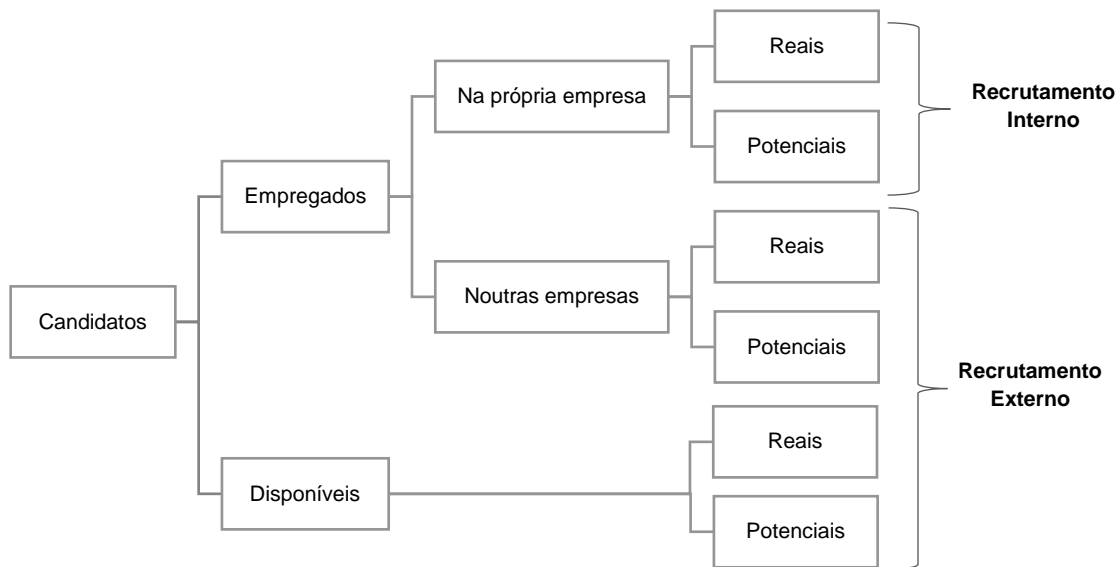 Reais
Na própria empresa
Recrutamento
Interno
Potenciais
Empregados
Reais
Noutras empresas
Candidatos
Potenciais
Recrutamento
Externo
Reais
Disponíveis
Potenciais